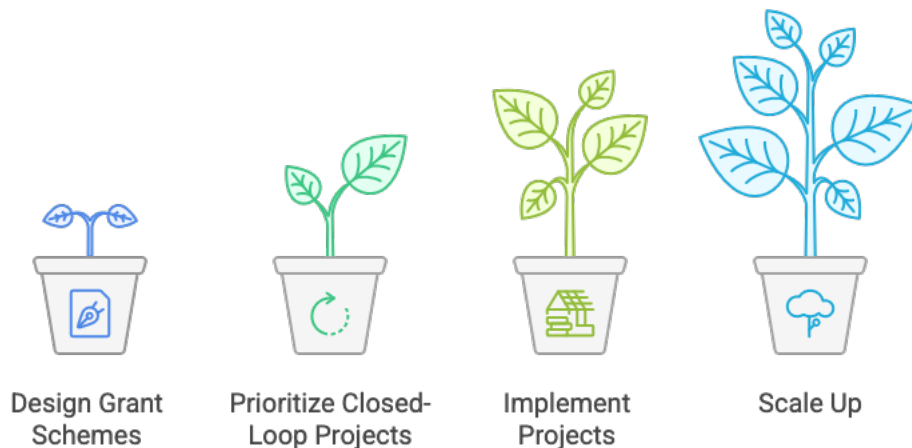 Design Grant
Schemes
Prioritize Closed-
Loop Projects
Implement
Projects
Scale Up